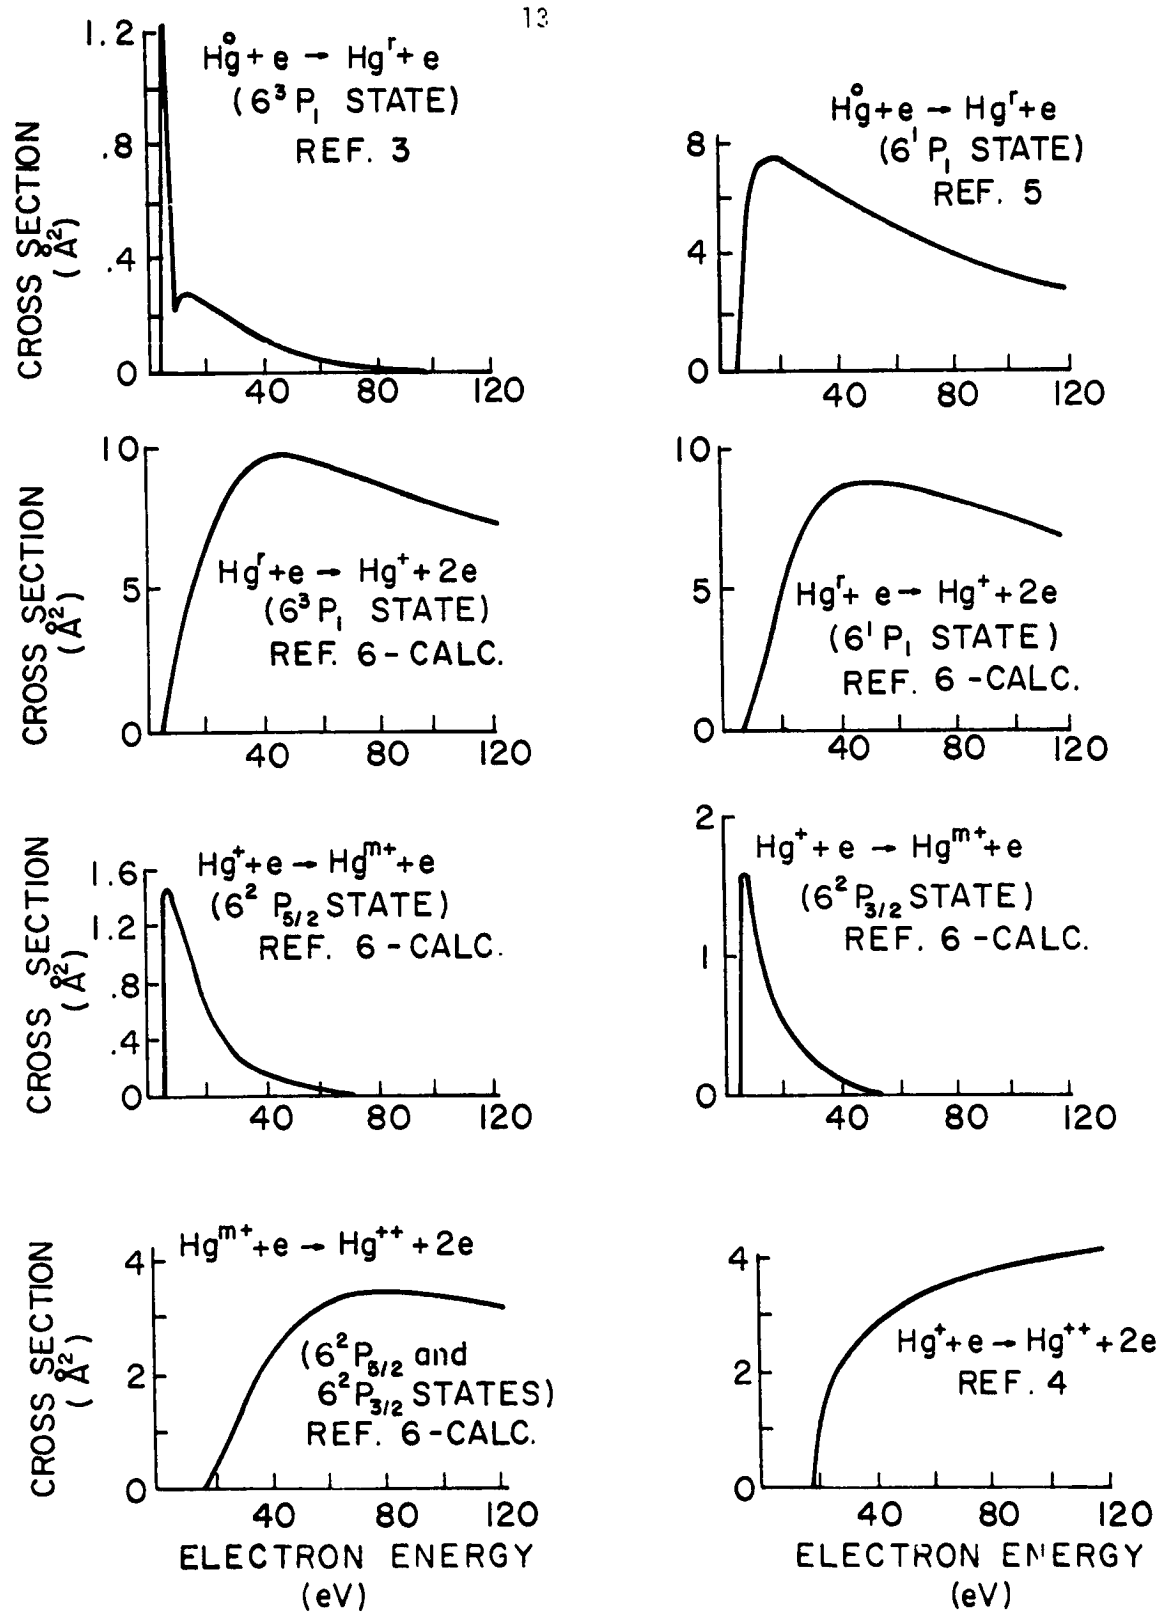 13
1.2
.8
.4
0
40 80 120
CROSS SECTION
(Å²)
Hg° + e → Hgʳ + e
(6³P₁ STATE)
REF. 3
8
4
0
40 80 120
Hg° + e → Hgʳ + e
(6¹P₁ STATE)
REF. 5
10
5
0
40 80 120
CROSS SECTION
(Å²)
Hgʳ + e → Hg⁺ + 2e
(6³P₁ STATE)
REF. 6 - CALC.
10
5
0
40 80 120
Hgʳ + e → Hg⁺ + 2e
(6¹P₁ STATE)
REF. 6 - CALC.
1.6
1.2
.8
.4
0
40 80 120
CROSS SECTION
(Å²)
Hg⁺ + e → Hgᵐ⁺ + e
(6² P5/2 STATE)
REF. 6 - CALC.
2
1
0
40 80 120
Hg⁺ + e → Hgᵐ⁺ + e
(6² P3/2 STATE)
REF. 6 - CALC.
4
2
0
40 80 120
CROSS SECTION
(Å²)
Hgᵐ⁺ + e → Hg⁺⁺ + 2e
(6²P5/2 and
6²P3/2 STATES)
REF. 6 - CALC.
ELECTRON ENERGY
(eV)
4
2
0
40 80 120
Hg⁺ + e → Hg⁺⁺ + 2e
REF. 4
ELECTRON ENERGY
(eV)